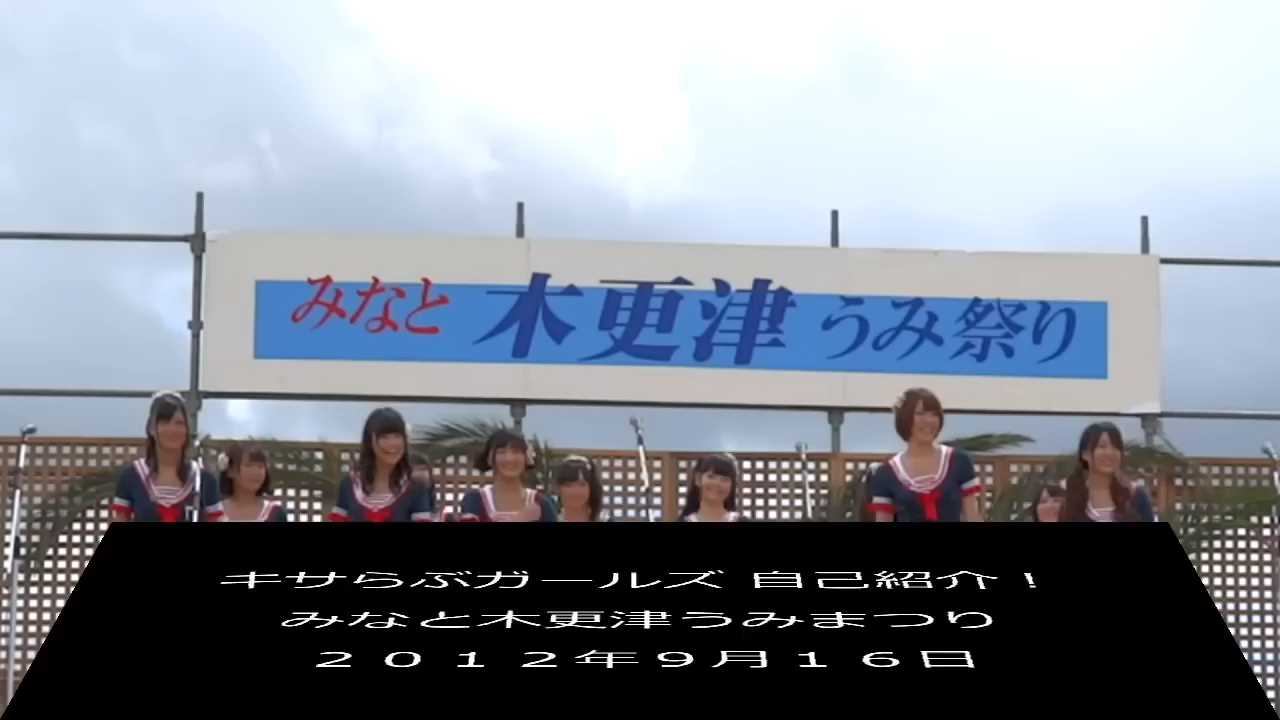 みなと 木更津 うみ祭り
キサらぶガールズ 自己紹介！
みなと木更津うみまつり
２０１２年９月１６日